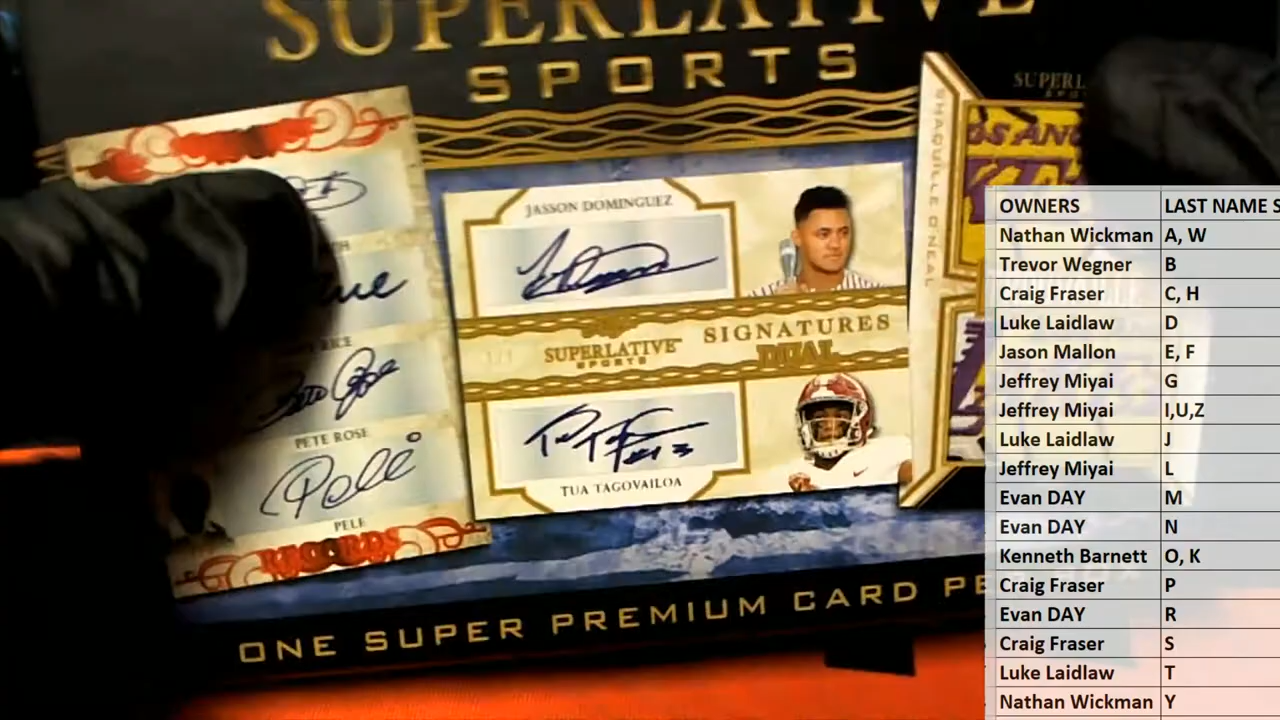 SUPERLATIVE
SPORTS
PETE ROSE
PELE
JASSON DOMINGUEZ
SIGNATURES
DUAL
SUPERLATIVE
SPORTS
#13
TUA TAGOVAILOA
SHAQUILLE O'NEAL
ONE SUPER PREMIUM CARD PE
OWNERS LAST NAME S
Nathan Wickman A, W
Trevor Wegner B
Craig Fraser C, H
Luke Laidlaw D
Jason Mallon E, F
Jeffrey Miyai G
Jeffrey Miyai I,U,Z
Luke Laidlaw J
Jeffrey Miyai L
Evan DAY M
Evan DAY N
Kenneth Barnett O, K
Craig Fraser P
Evan DAY R
Craig Fraser S
Luke Laidlaw T
Nathan Wickman Y